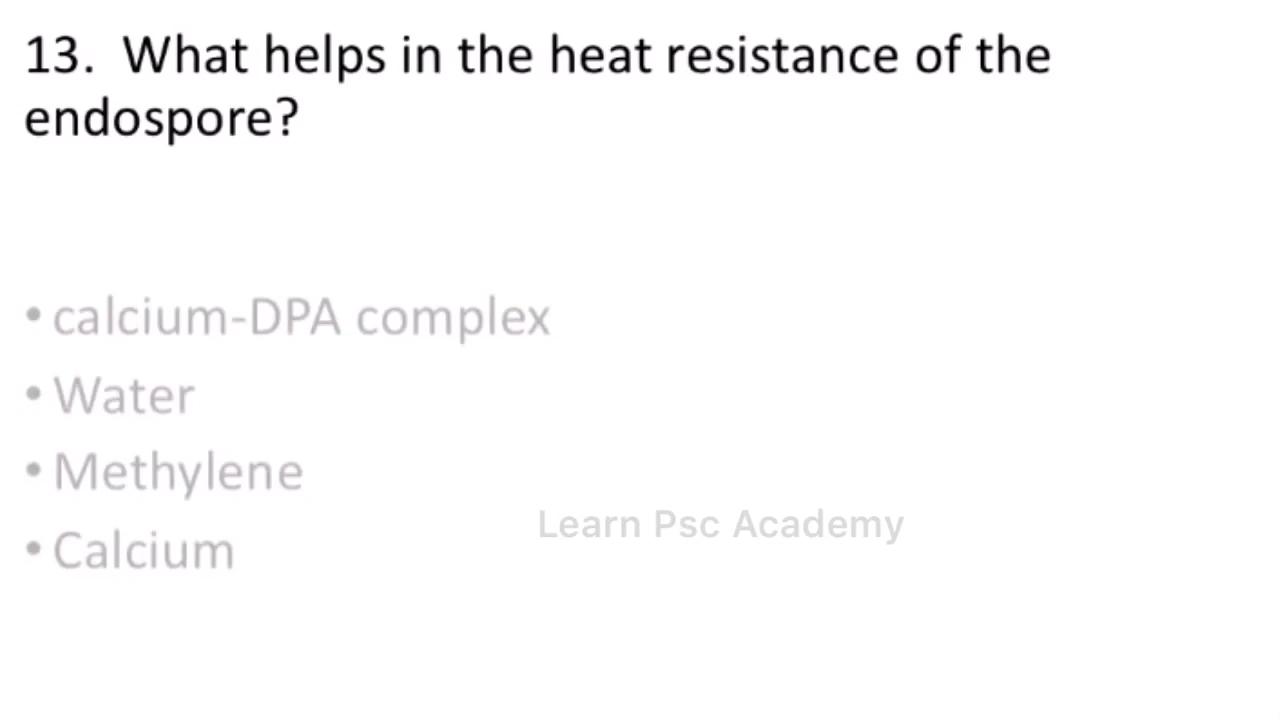 13. What helps in the heat resistance of the
endospore?
• calcium-DPA complex
• Water
• Methylene
Learn Psc Academy
• Calcium